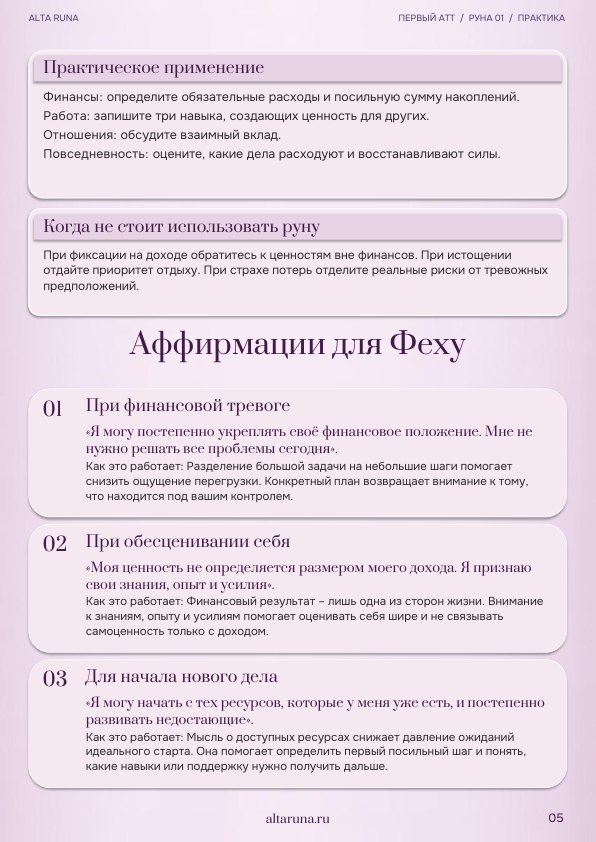 ALTA RUNA
ПЕРВЫЙ АТТ / РУНА 01 / ПРАКТИКА
Практическое применение
Финансы: определите обязательные расходы и посильную сумму накоплений.
Работа: запишите три навыка, создающих ценность для других.
Отношения: обсудите взаимный вклад.
Повседневность: оцените, какие дела расходуют и восстанавливают силы.
Когда не стоит использовать руну
При фиксации на доходе обратитесь к ценностям вне финансов. При истощении
отдайте приоритет отдыху. При страхе потерь отделите реальные риски от тревожных
предположений.
Аффирмации для Феху
01 При финансовой тревоге
«Я могу постепенно укреплять своё финансовое положение. Мне не
нужно решать все проблемы сегодня».
Как это работает: Разделение большой задачи на небольшие шаги помогает
снизить ощущение перегрузки. Конкретный план возвращает внимание к тому,
что находится под вашим контролем.
02 При обесценивании себя
«Моя ценность не определяется размером моего дохода. Я признаю
свои знания, опыт и усилия».
Как это работает: Финансовый результат – лишь одна из сторон жизни. Внимание
к знаниям, опыту и усилиям помогает оценивать себя шире и не связывать
самоценность только с доходом.
03 Для начала нового дела
«Я могу начать с тех ресурсов, которые у меня уже есть, и постепенно
развивать недостающие».
Как это работает: Мысль о доступных ресурсах снижает давление ожиданий
идеального старта. Она помогает определить первый посильный шаг и понять,
какие навыки или поддержку нужно получить дальше.
altaruna.ru
05